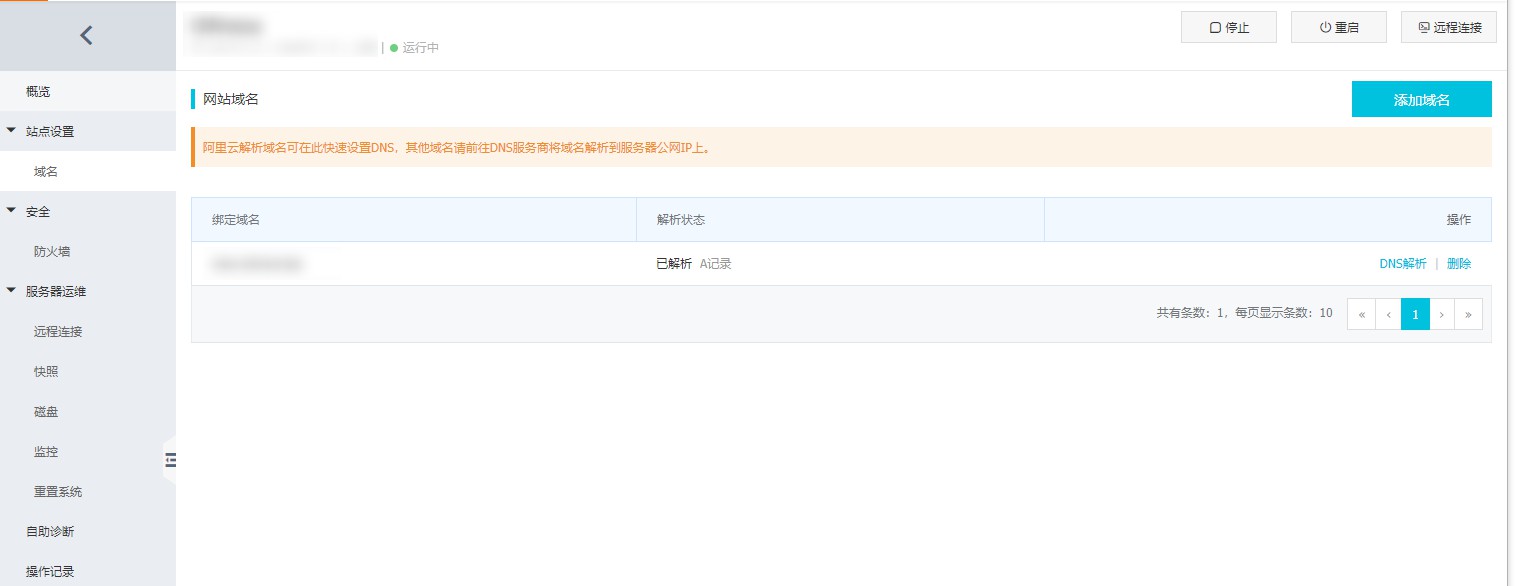 运行中
停止
重启
远程连接
概览
站点设置
域名
安全
防火墙
服务器运维
远程连接
快照
磁盘
监控
重置系统
自助诊断
操作记录
网站域名
添加域名
阿里云解析域名可在此快速设置DNS，其他域名请前往DNS服务商将域名解析到服务器公网IP上。
绑定域名 解析状态 操作
已解析 A记录 DNS解析 | 删除
共有条数：1，每页显示条数：10 « ‹ 1 › »